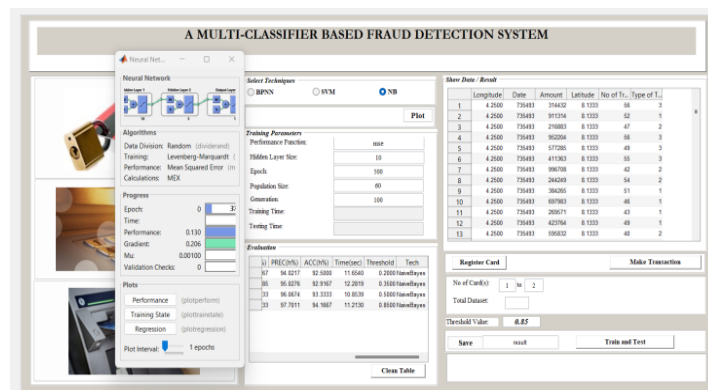 A MULTI-CLASSIFIER BASED FRAUD DETECTION SYSTEM
Neural Net...
Neural Network
Hidden Layer 1 Hidden Layer 2 Output Layer
Algorithms
Data Division: Random (dividerand)
Training: Levenberg-Marquardt (
Performance: Mean Squared Error (m
Calculations: MEX
Progress
Epoch: 0 37
Time:
Performance: 0.130
Gradient: 0.206
Mu: 0.00100
Validation Checks: 0
Plots
Performance (plotperform)
Training State (plottrainstate)
Regression (plotregression)
Plot Interval: 1 epochs
Select Techniques
BPNN SVM NB
Plot
Training Parameters
Performance Function: mse
Hidden Layer Size: 10
Epoch: 500
Population Size: 60
Generation 100
Training Time:
Testing Time:
Evaluation
) PREC(h%) ACC(h%) Time(sec) Threshold Tech
67 94.0217 92.5000 11.6540 0.2000 NaiveBayes
95.0276 92.9167 12.2819 0.3500 NaiveBayes
33 96.0674 93.3333 10.8539 0.5000 NaiveBayes
33 97.7011 94.1667 11.2130 0.8500 NaiveBayes
Clean Table
Show Data / Result
Longitude Date Amount Latitude No of Tr... Type of T...
1 4.2500 735493 314432 8.1333 56 3
2 4.2500 735493 911314 8.1333 52 1
3 4.2500 735493 216883 8.1333 47 2
4 4.2500 735493 952204 8.1333 56 3
5 4.2500 735493 577285 8.1333 49 3
6 4.2500 735493 411363 8.1333 55 3
7 4.2500 735493 996708 8.1333 42 2
8 4.2500 735493 244249 8.1333 54 2
9 4.2500 735493 384265 8.1333 51 1
10 4.2500 735493 697983 8.1333 46 1
11 4.2500 735493 8.1333 43 1
12 4.2500 735493 423764 8.1333 49 1
13 4.2500 735493 595832 8.1333 40 2
Register Card Make Transaction
No of Card(s): 1 to 2
Total Dataset:
Threshold Value: 0.85
Save result Train and Test